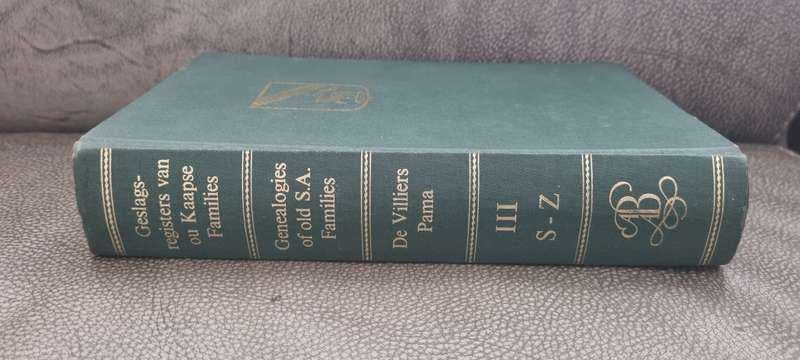 Geslags-
registers van
ou Kaapse
Families
Genealogies
of old S.A.
Families
De Villiers
Pama
III
S - Z
AB